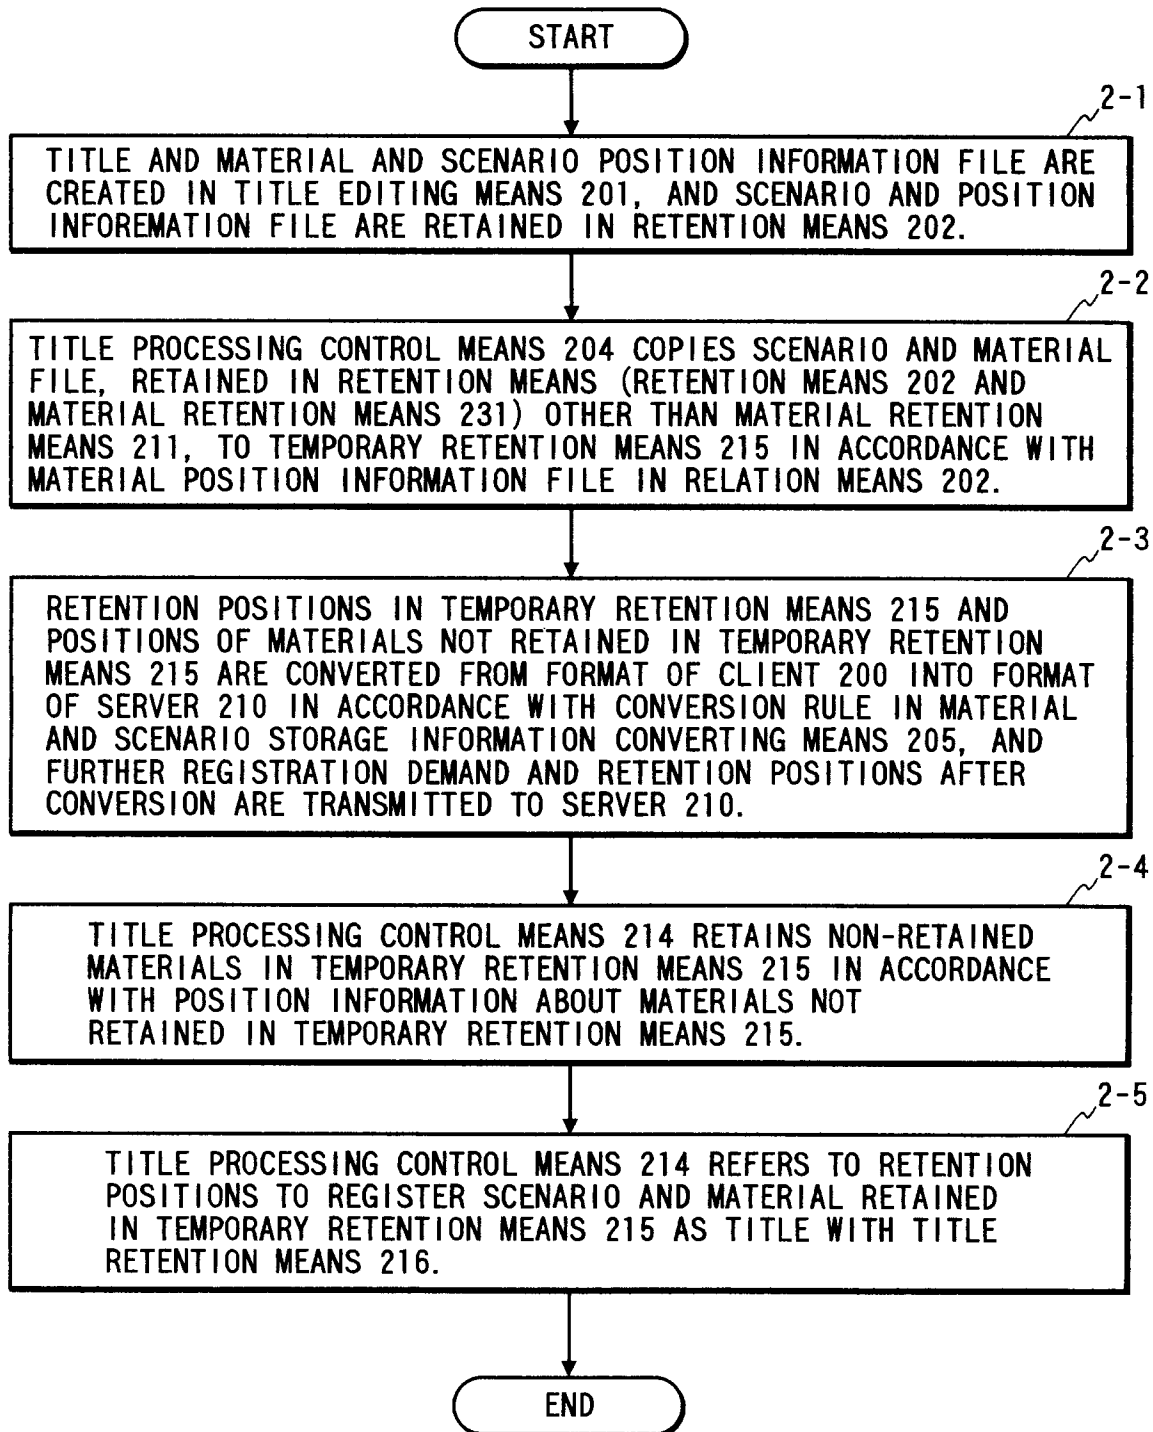 START
2-1
TITLE AND MATERIAL AND SCENARIO POSITION INFORMATION FILE ARE
CREATED IN TITLE EDITING MEANS 201, AND SCENARIO AND POSITION
INFOREMATION FILE ARE RETAINED IN RETENTION MEANS 202.
2-2
TITLE PROCESSING CONTROL MEANS 204 COPIES SCENARIO AND MATERIAL
FILE, RETAINED IN RETENTION MEANS (RETENTION MEANS 202 AND
MATERIAL RETENTION MEANS 231) OTHER THAN MATERIAL RETENTION
MEANS 211, TO TEMPORARY RETENTION MEANS 215 IN ACCORDANCE WITH
MATERIAL POSITION INFORMATION FILE IN RELATION MEANS 202.
2-3
RETENTION POSITIONS IN TEMPORARY RETENTION MEANS 215 AND
POSITIONS OF MATERIALS NOT RETAINED IN TEMPORARY RETENTION
MEANS 215 ARE CONVERTED FROM FORMAT OF CLIENT 200 INTO FORMAT
OF SERVER 210 IN ACCORDANCE WITH CONVERSION RULE IN MATERIAL
AND SCENARIO STORAGE INFORMATION CONVERTING MEANS 205, AND
FURTHER REGISTRATION DEMAND AND RETENTION POSITIONS AFTER
CONVERSION ARE TRANSMITTED TO SERVER 210.
2-4
TITLE PROCESSING CONTROL MEANS 214 RETAINS NON-RETAINED
MATERIALS IN TEMPORARY RETENTION MEANS 215 IN ACCORDANCE
WITH POSITION INFORMATION ABOUT MATERIALS NOT
RETAINED IN TEMPORARY RETENTION MEANS 215.
2-5
TITLE PROCESSING CONTROL MEANS 214 REFERS TO RETENTION
POSITIONS TO REGISTER SCENARIO AND MATERIAL RETAINED
IN TEMPORARY RETENTION MEANS 215 AS TITLE WITH TITLE
RETENTION MEANS 216.
END